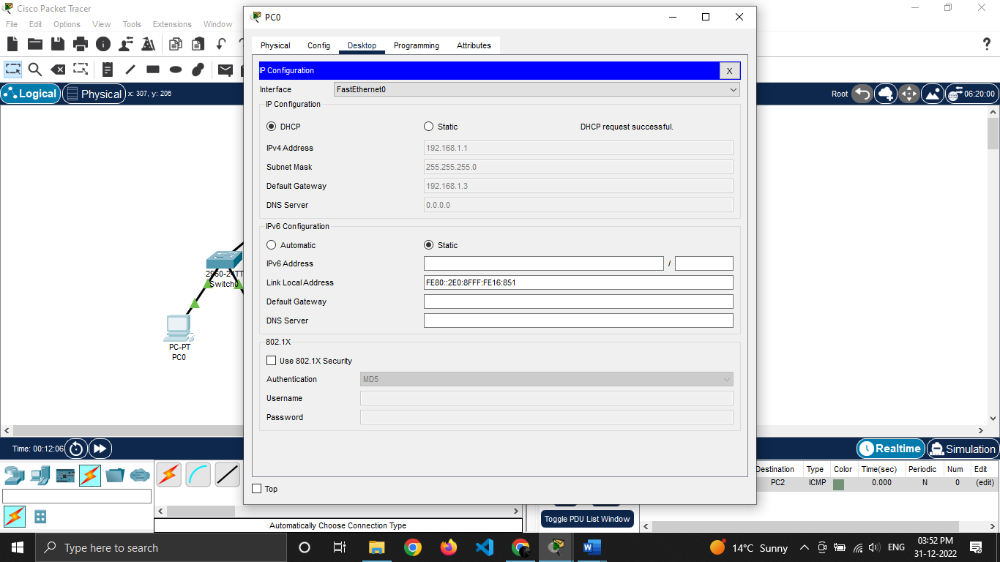 Cisco Packet Tracer
File Edit Options View Tools Extensions Window
Logical Physical x: 307, y: 206
Root 06:20:00
PC0
Physical Config Desktop Programming Attributes
IP Configuration X
Interface FastEthernet0
IP Configuration
DHCP Static DHCP request successful.
IPv4 Address 192.168.1.1
Subnet Mask 255.255.255.0
Default Gateway 192.168.1.3
DNS Server 0.0.0.0
IPv6 Configuration
Automatic Static
IPv6 Address /
Link Local Address FE80::2E0:8FFF:FE16:851
Default Gateway
DNS Server
802.1X
Use 802.1X Security
Authentication MD5
Username
Password
Top
2960-24TT
Switch0
PC-PT
PC0
Time: 00:12:06
Realtime Simulation
Destination Type Color Time(sec) Periodic Num Edit
PC2 ICMP 0.000 N 0 (edit)
Toggle PDU List Window
Automatically Choose Connection Type
Type here to search
14°C Sunny ENG 03:52 PM
31-12-2022